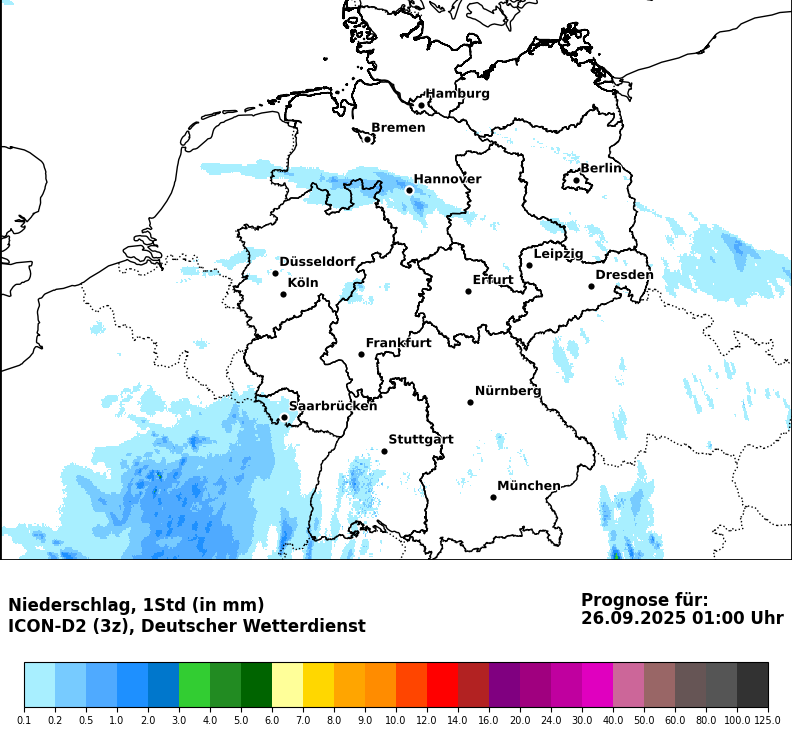 Hamburg
Bremen
Berlin
Hannover
Leipzig
Düsseldorf
Dresden
Köln
Erfurt
Frankfurt
Nürnberg
Saarbrücken
Stuttgart
München
Niederschlag, 1Std (in mm)
ICON-D2 (3z), Deutscher Wetterdienst
Prognose für:
26.09.2025 01:00 Uhr
0.1 0.2 0.5 1.0 2.0 3.0 4.0 5.0 6.0 7.0 8.0 9.0 10.0 12.0 14.0 16.0 20.0 24.0 30.0 40.0 50.0 60.0 80.0 100.0 125.0